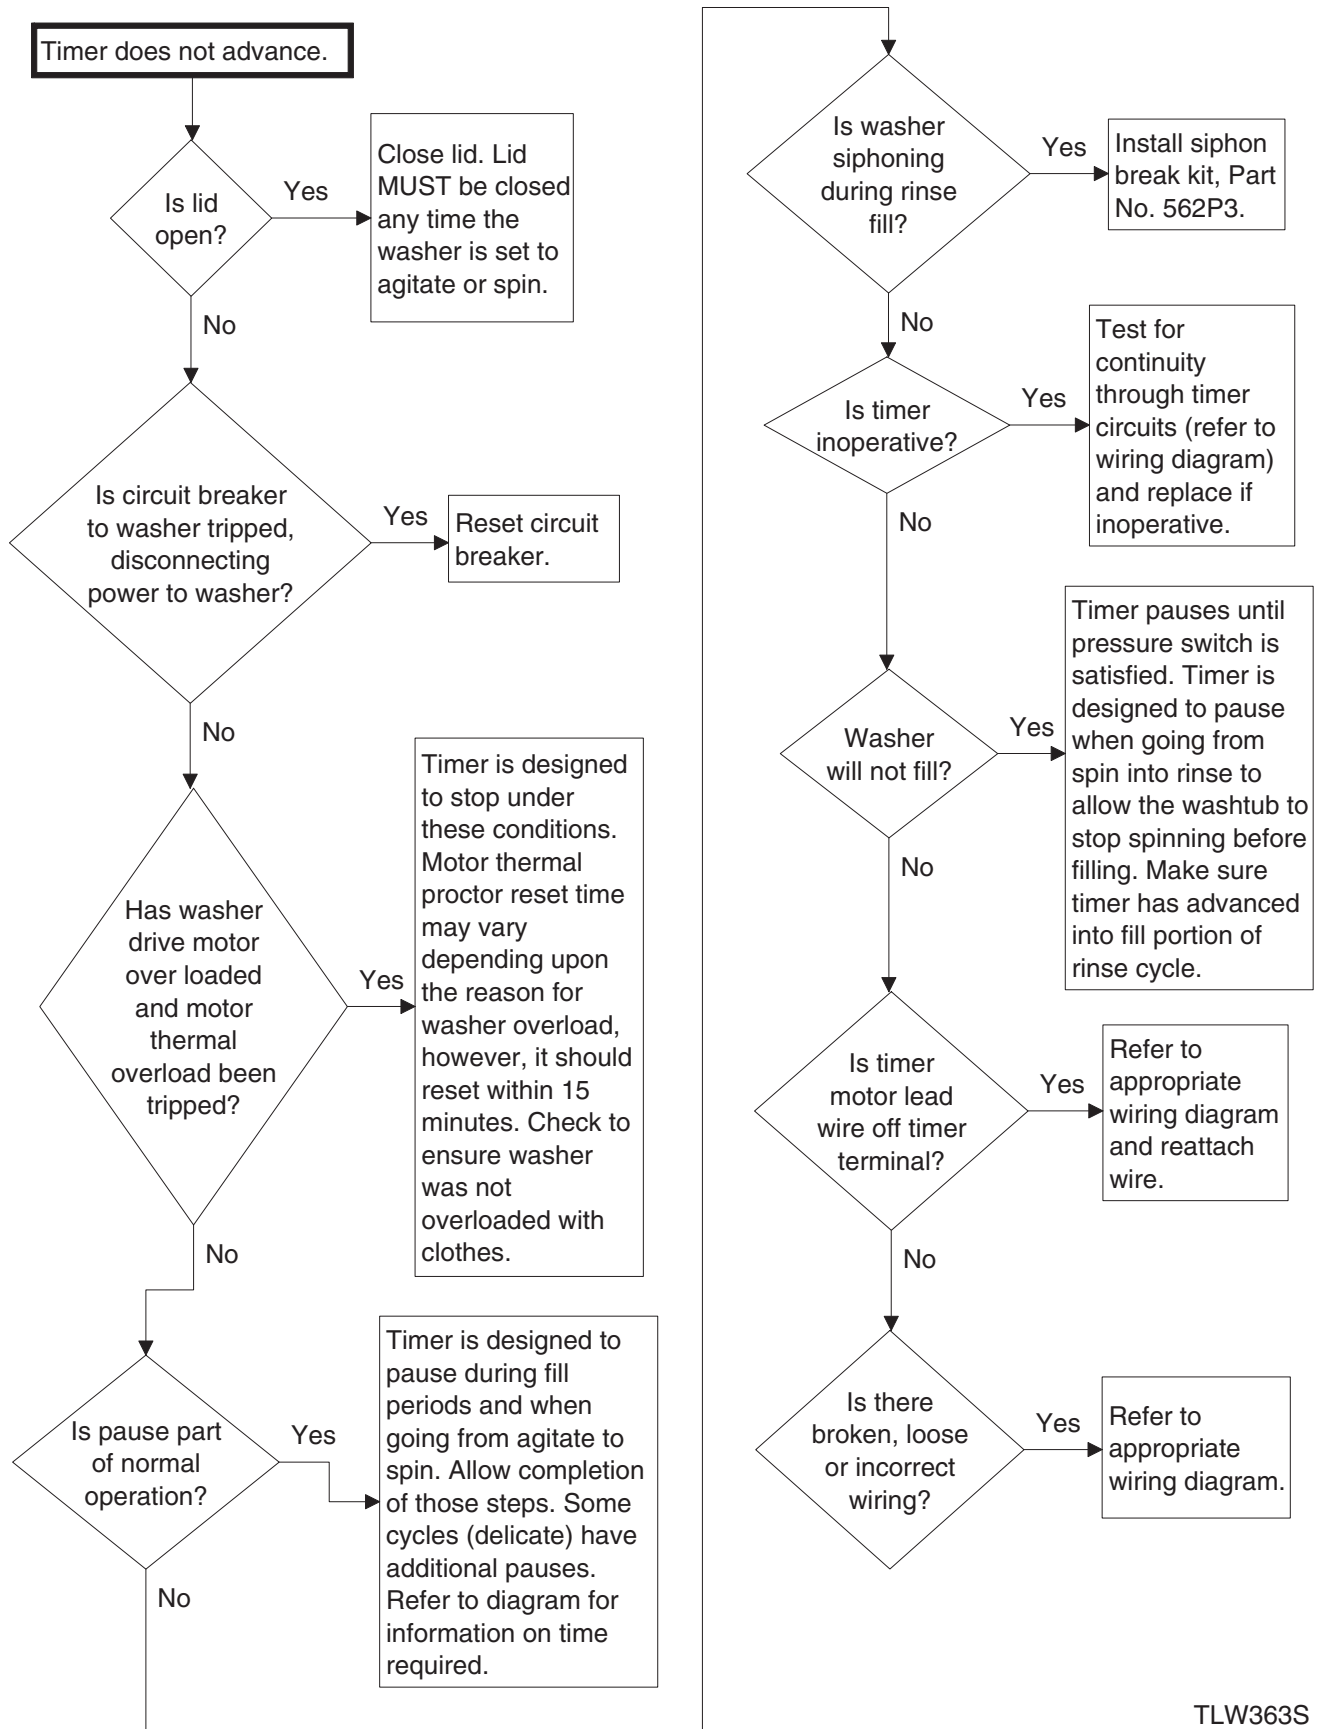 Timer does not advance.
Is lid
open?
Yes
Close lid. Lid
MUST be closed
any time the
washer is set to
agitate or spin.
No
Is circuit breaker
to washer tripped,
disconnecting
power to washer?
Yes
Reset circuit
breaker.
No
Has washer
drive motor
over loaded
and motor
thermal
overload been
tripped?
Yes
Timer is designed
to stop under
these conditions.
Motor thermal
proctor reset time
may vary
depending upon
the reason for
washer overload,
however, it should
reset within 15
minutes. Check to
ensure washer
was not
overloaded with
clothes.
No
Is pause part
of normal
operation?
Yes
Timer is designed to
pause during fill
periods and when
going from agitate to
spin. Allow completion
of those steps. Some
cycles (delicate) have
additional pauses.
Refer to diagram for
information on time
required.
No
Is washer
siphoning
during rinse
fill?
Yes
Install siphon
break kit, Part
No. 562P3.
No
Is timer
inoperative?
Yes
Test for
continuity
through timer
circuits (refer to
wiring diagram)
and replace if
inoperative.
No
Washer
will not fill?
Yes
Timer pauses until
pressure switch is
satisfied. Timer is
designed to pause
when going from
spin into rinse to
allow the washtub to
stop spinning before
filling. Make sure
timer has advanced
into fill portion of
rinse cycle.
No
Is timer
motor lead
wire off timer
terminal?
Yes
Refer to
appropriate
wiring diagram
and reattach
wire.
No
Is there
broken, loose
or incorrect
wiring?
Yes
Refer to
appropriate
wiring diagram.
TLW363S